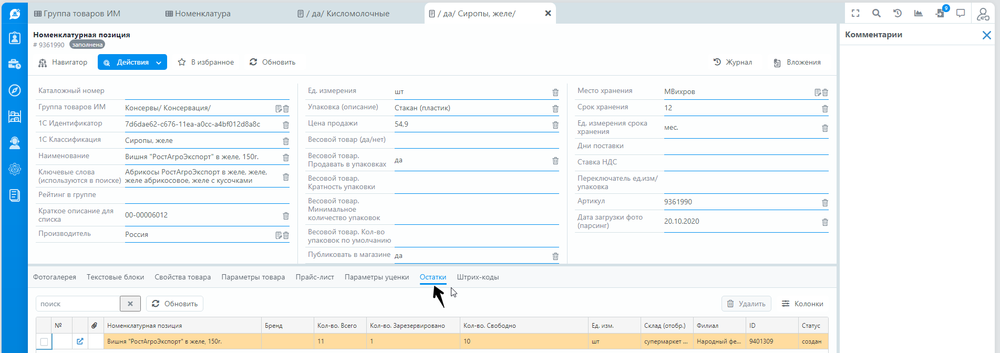 Группа товаров ИМ
Номенклатура
/ да/ Кисломолочные
/ да/ Сиропы, желе/
9
Номенклатурная позиция
# 9361990 заполнена
Комментарии
Навигатор
Действия
В избранное
Обновить
Журнал
Вложения
Каталожный номер
Группа товаров ИМ Консервы/ Консервация/
1С Идентификатор 7d6dae62-c676-11ea-a0cc-a4bf012d8a8c
1С Классификация Сиропы, желе
Наименование Вишня "РостАгроЭкспорт" в желе, 150г.
Ключевые слова
(используются в поиске)
Абрикосы РостАгроЭкспорт в желе, желе,
желе абрикосовое, желе с кусочками
Рейтинг в группе
Краткое описание для
списка
00-00006012
Производитель Россия
Ед. измерения шт
Упаковка (описание) Стакан (пластик)
Цена продажи 54,9
Весовой товар (да/нет)
Весовой товар.
Продавать в упаковках
да
Весовой товар.
Кратность упаковки
Весовой товар.
Минимальное
количество упаковок
Весовой товар. Кол-во
упаковок по умолчанию
Публиковать в магазине да
Место хранения МВихров
Срок хранения 12
Ед. измерения срока
хранения
мес.
Дни поставки
Ставка НДС
Переключатель ед.изм/
упаковка
Артикул 9361990
Дата загрузки фото
(парсинг)
20.10.2020
Фотогалерея Текстовые блоки Свойства товара Параметры товара Прайс-лист Параметры уценки Остатки Штрих-коды
поиск
Обновить
Удалить
Колонки
№ Номенклатурная позиция Бренд Кол-во. Всего Кол-во. Зарезервировано Кол-во. Свободно Ед. изм. Склад (отобр.) Филиал ID Статус
Вишня "РостАгроЭкспорт" в желе, 150г. 11 1 10 шт супермаркет ... Народный фе... 9401309 создан